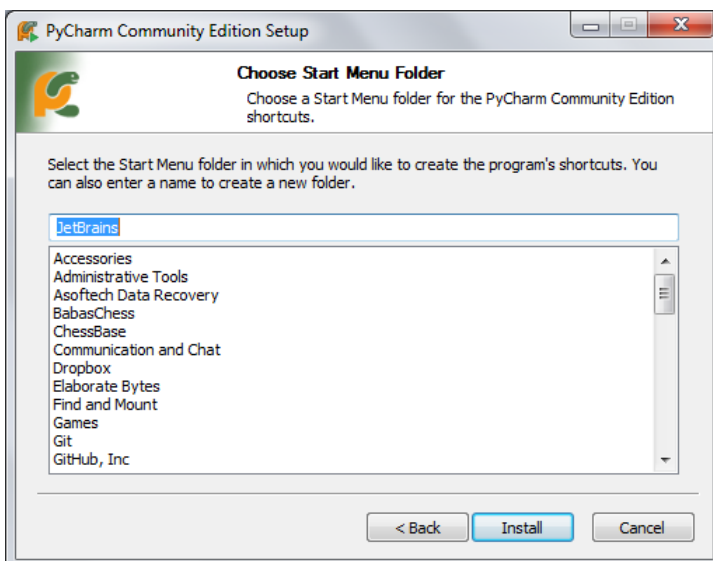 PyCharm Community Edition Setup
Choose Start Menu Folder
Choose a Start Menu folder for the PyCharm Community Edition
shortcuts.
Select the Start Menu folder in which you would like to create the program's shortcuts. You
can also enter a name to create a new folder.
JetBrains
Accessories
Administrative Tools
Asoftech Data Recovery
BabasChess
ChessBase
Communication and Chat
Dropbox
Elaborate Bytes
Find and Mount
Games
Git
GitHub, Inc
< Back Install Cancel